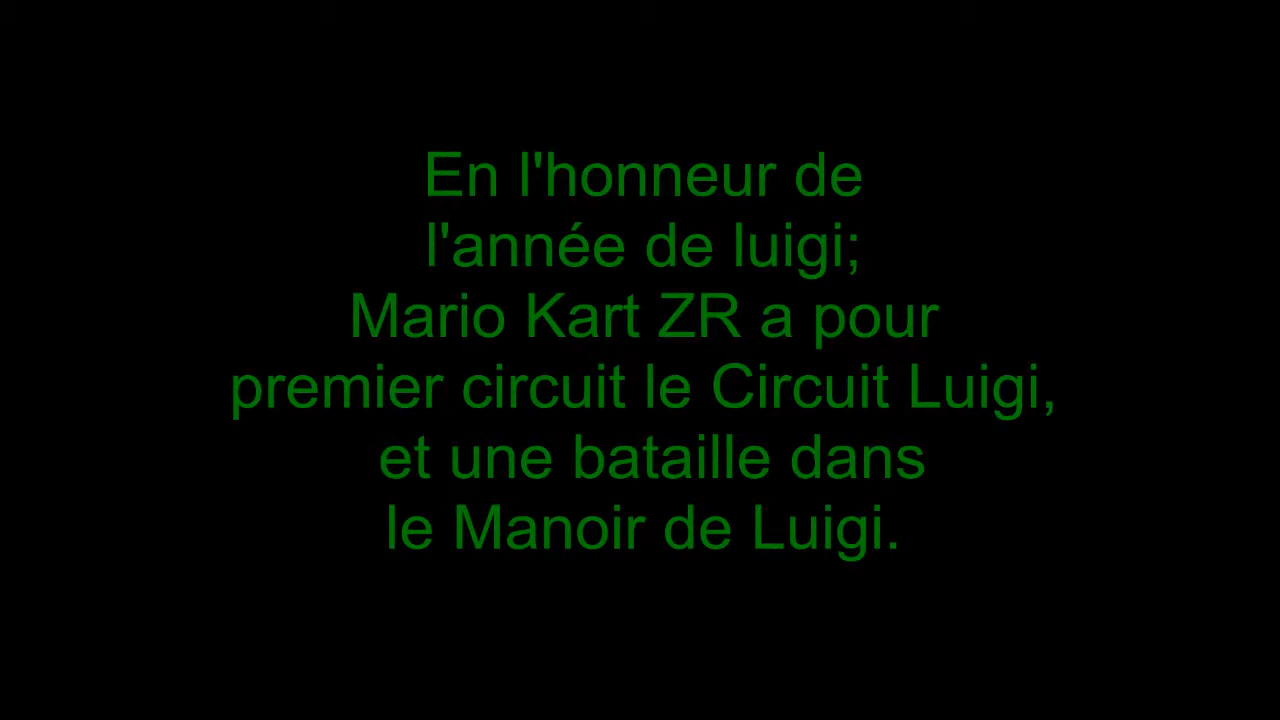 En l'honneur de
l'année de luigi;
Mario Kart ZR a pour
premier circuit le Circuit Luigi,
et une bataille dans
le Manoir de Luigi.